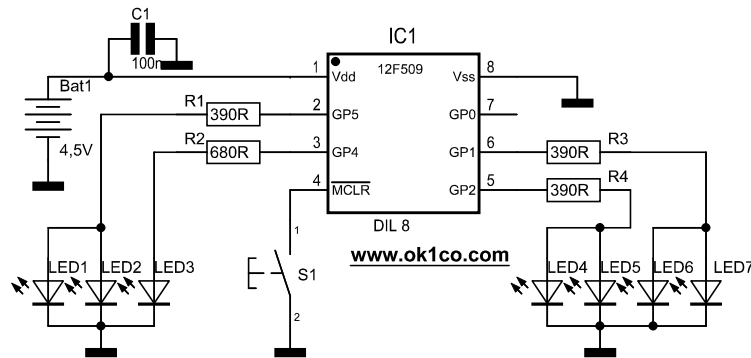 C1
100n
IC1
Bat1
4,5V
1
Vdd
12F509
Vss
8
R1
390R
2
GP5
GP0
7
R2
680R
3
GP4
GP1
6
390R
R3
4
MCLR
GP2
5
390R
R4
DIL 8
www.ok1co.com
1
S1
2
LED1
LED2
LED3
LED4
LED5
LED6
LED7